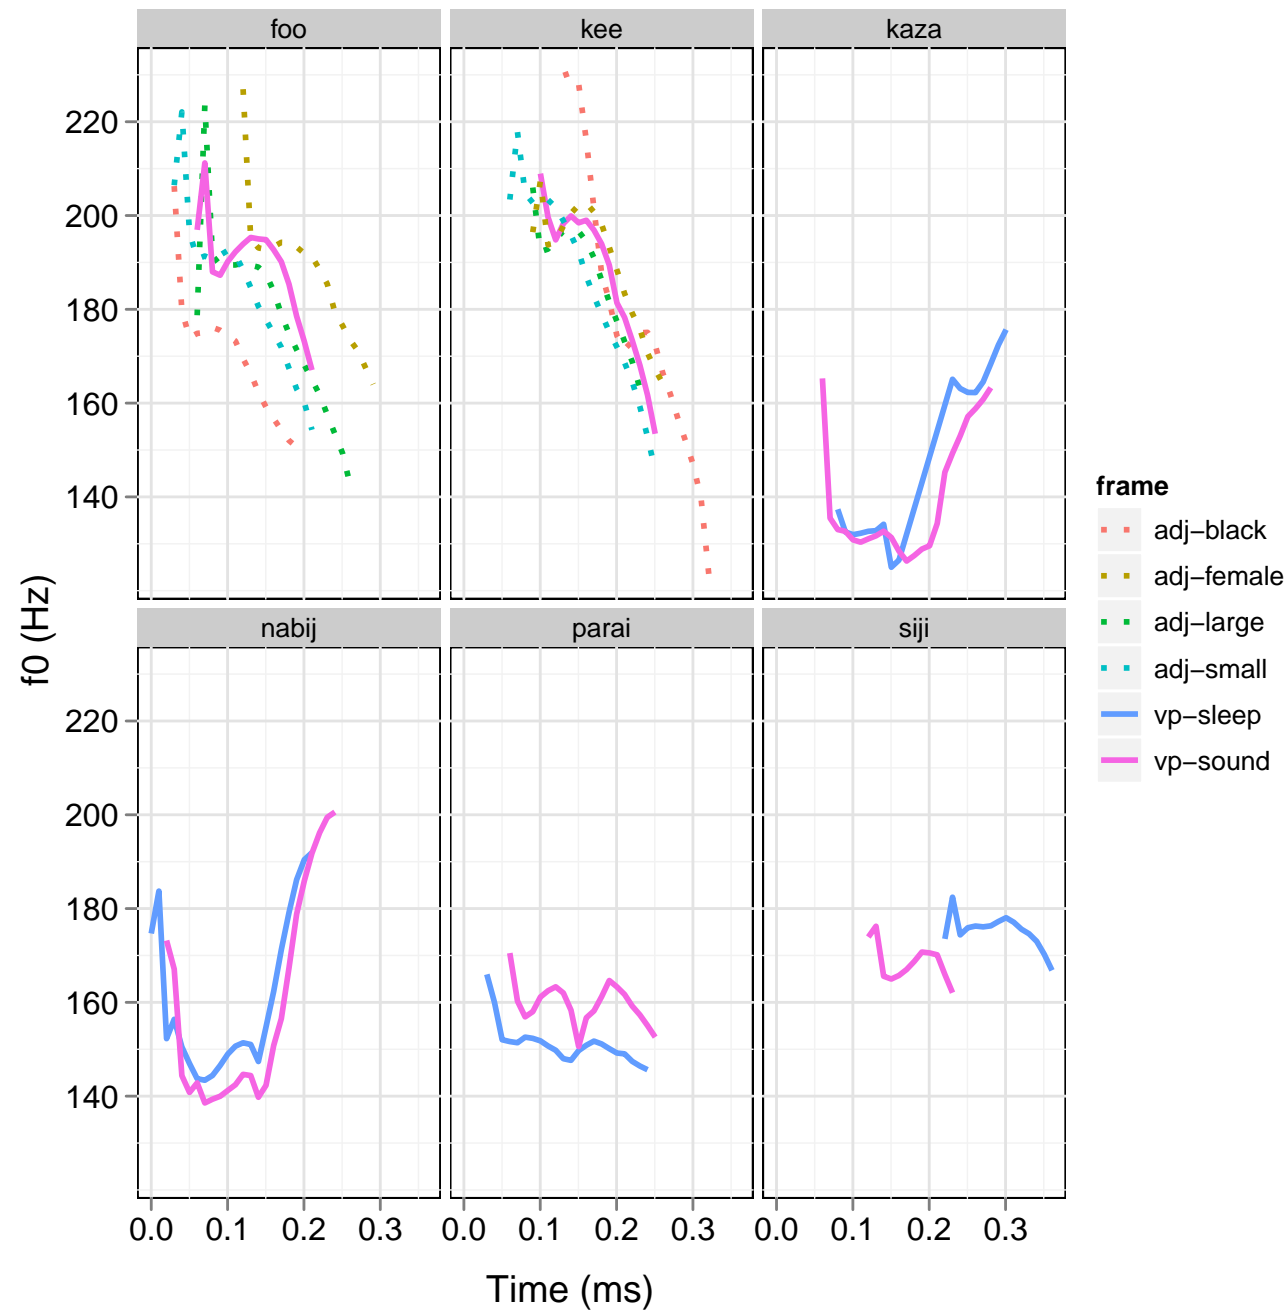 foo kee kaza
220
200
180
160
140
f0 (Hz)
nabij parai siji
220
200
180
160
140
0.0 0.1 0.2 0.3 0.0 0.1 0.2 0.3 0.0 0.1 0.2 0.3
Time (ms)
frame
adj−black
adj−female
adj−large
adj−small
vp−sleep
vp−sound